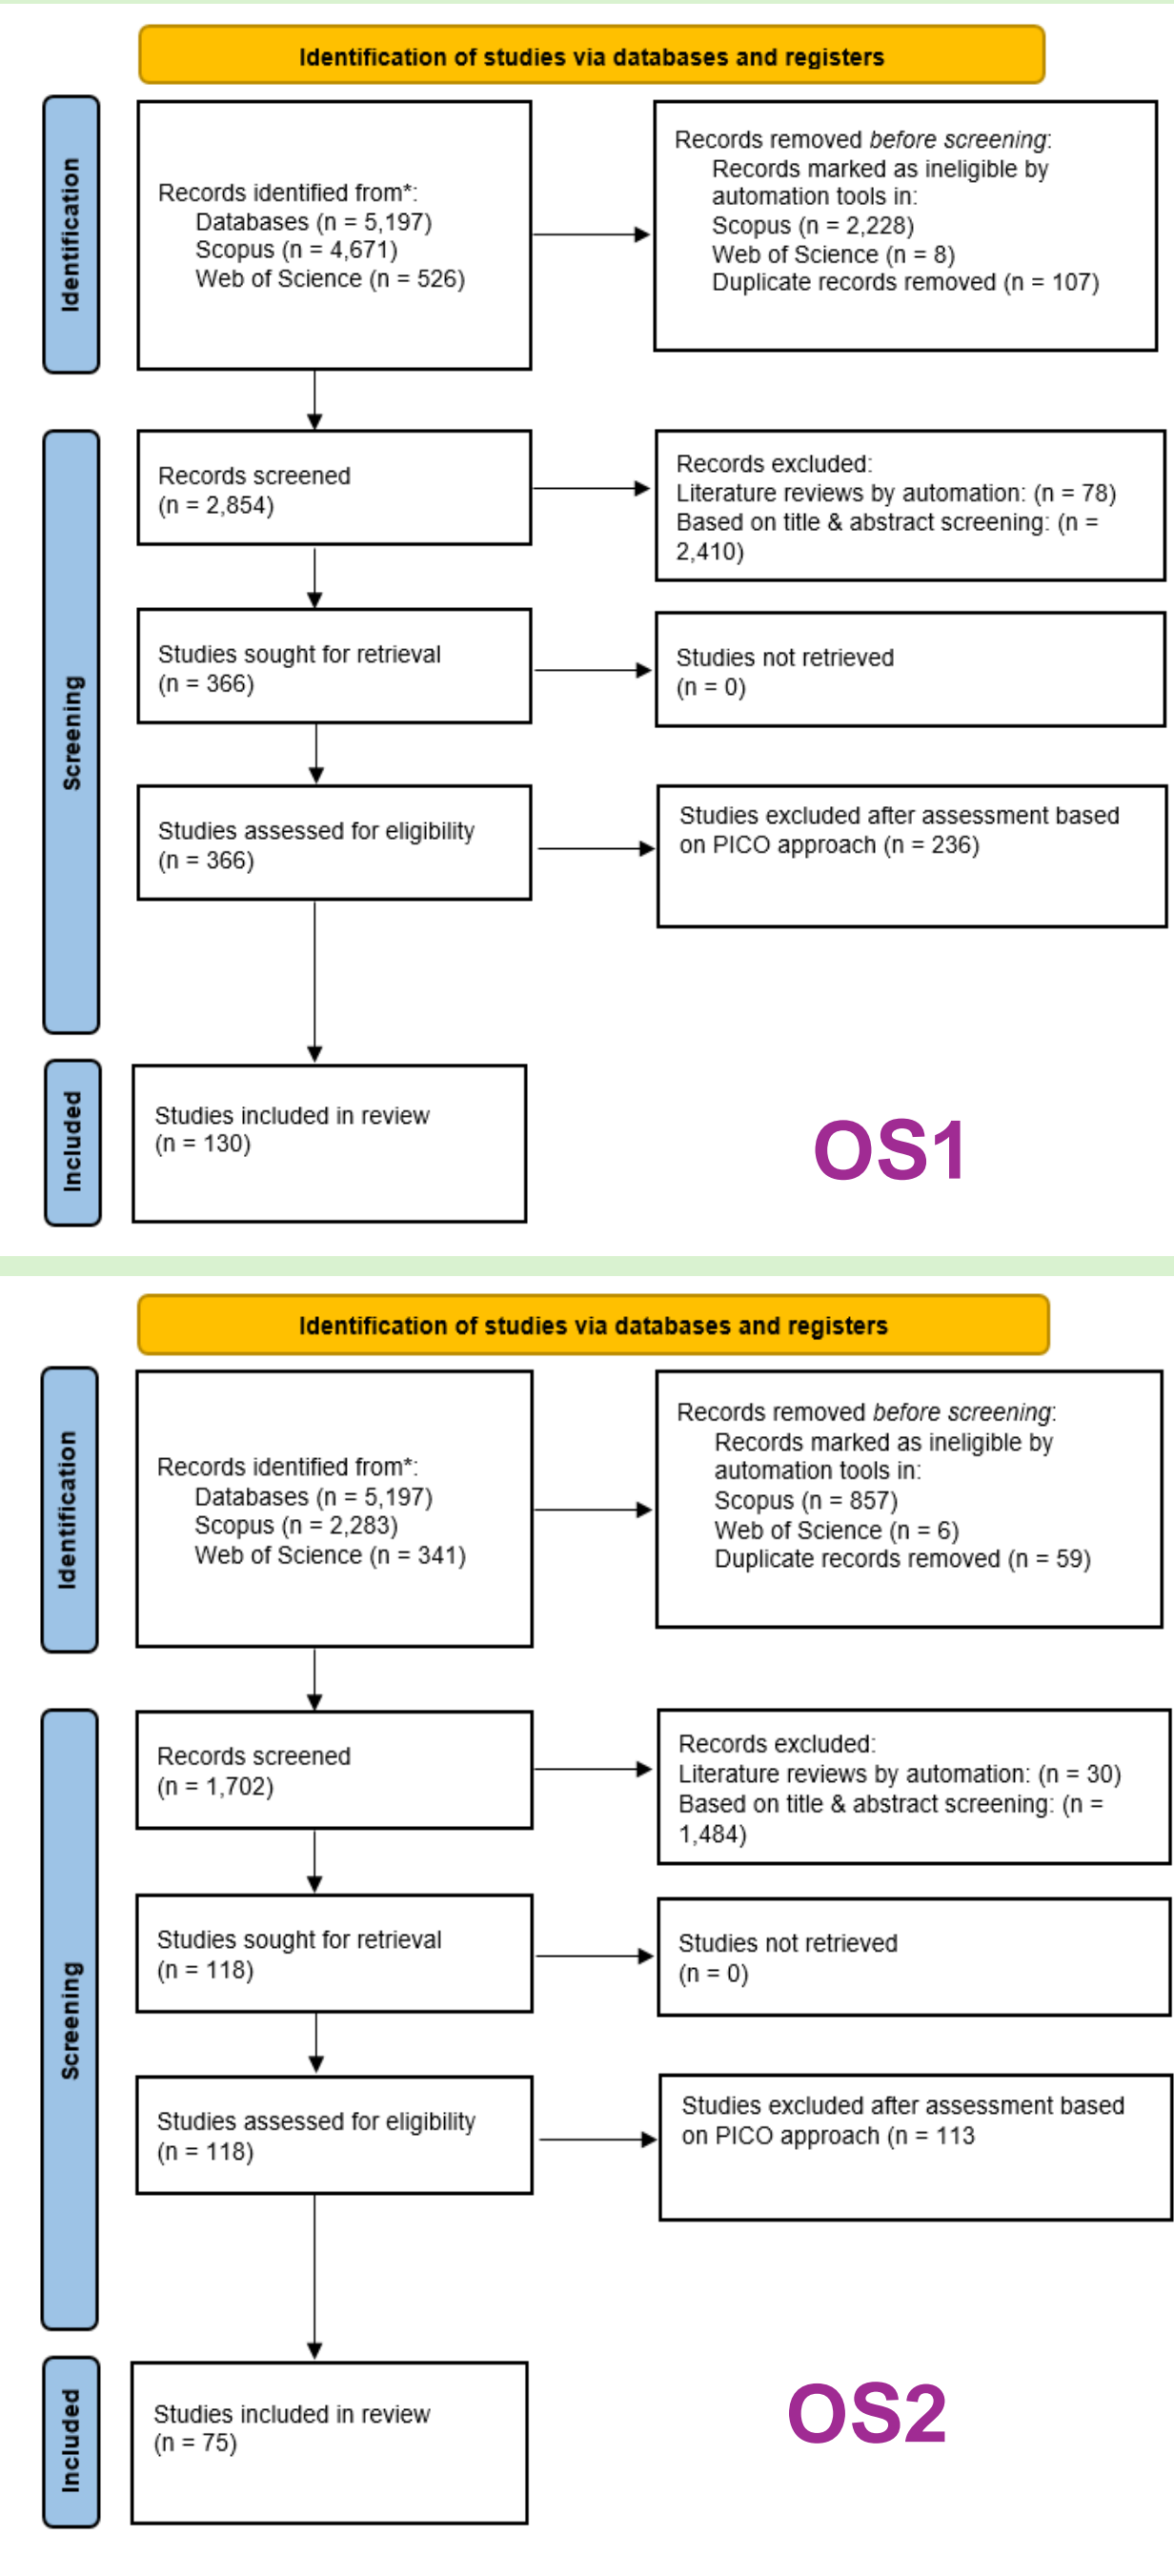 Identification of studies via databases and registers
Identification
Records identified from*:
Databases (n = 5,197)
Scopus (n = 4,671)
Web of Science (n = 526)
Records removed before screening:
Records marked as ineligible by
automation tools in:
Scopus (n = 2,228)
Web of Science (n = 8)
Duplicate records removed (n = 107)
Screening
Records screened
(n = 2,854)
Records excluded:
Literature reviews by automation: (n = 78)
Based on title & abstract screening: (n =
2,410)
Studies sought for retrieval
(n = 366)
Studies not retrieved
(n = 0)
Studies assessed for eligibility
(n = 366)
Studies excluded after assessment based
on PICO approach (n = 236)
Included
Studies included in review
(n = 130)
OS1
Identification of studies via databases and registers
Identification
Records identified from*:
Databases (n = 5,197)
Scopus (n = 2,283)
Web of Science (n = 341)
Records removed before screening:
Records marked as ineligible by
automation tools in:
Scopus (n = 857)
Web of Science (n = 6)
Duplicate records removed (n = 59)
Screening
Records screened
(n = 1,702)
Records excluded:
Literature reviews by automation: (n = 30)
Based on title & abstract screening: (n =
1,484)
Studies sought for retrieval
(n = 118)
Studies not retrieved
(n = 0)
Studies assessed for eligibility
(n = 118)
Studies excluded after assessment based
on PICO approach (n = 113
Included
Studies included in review
(n = 75)
OS2